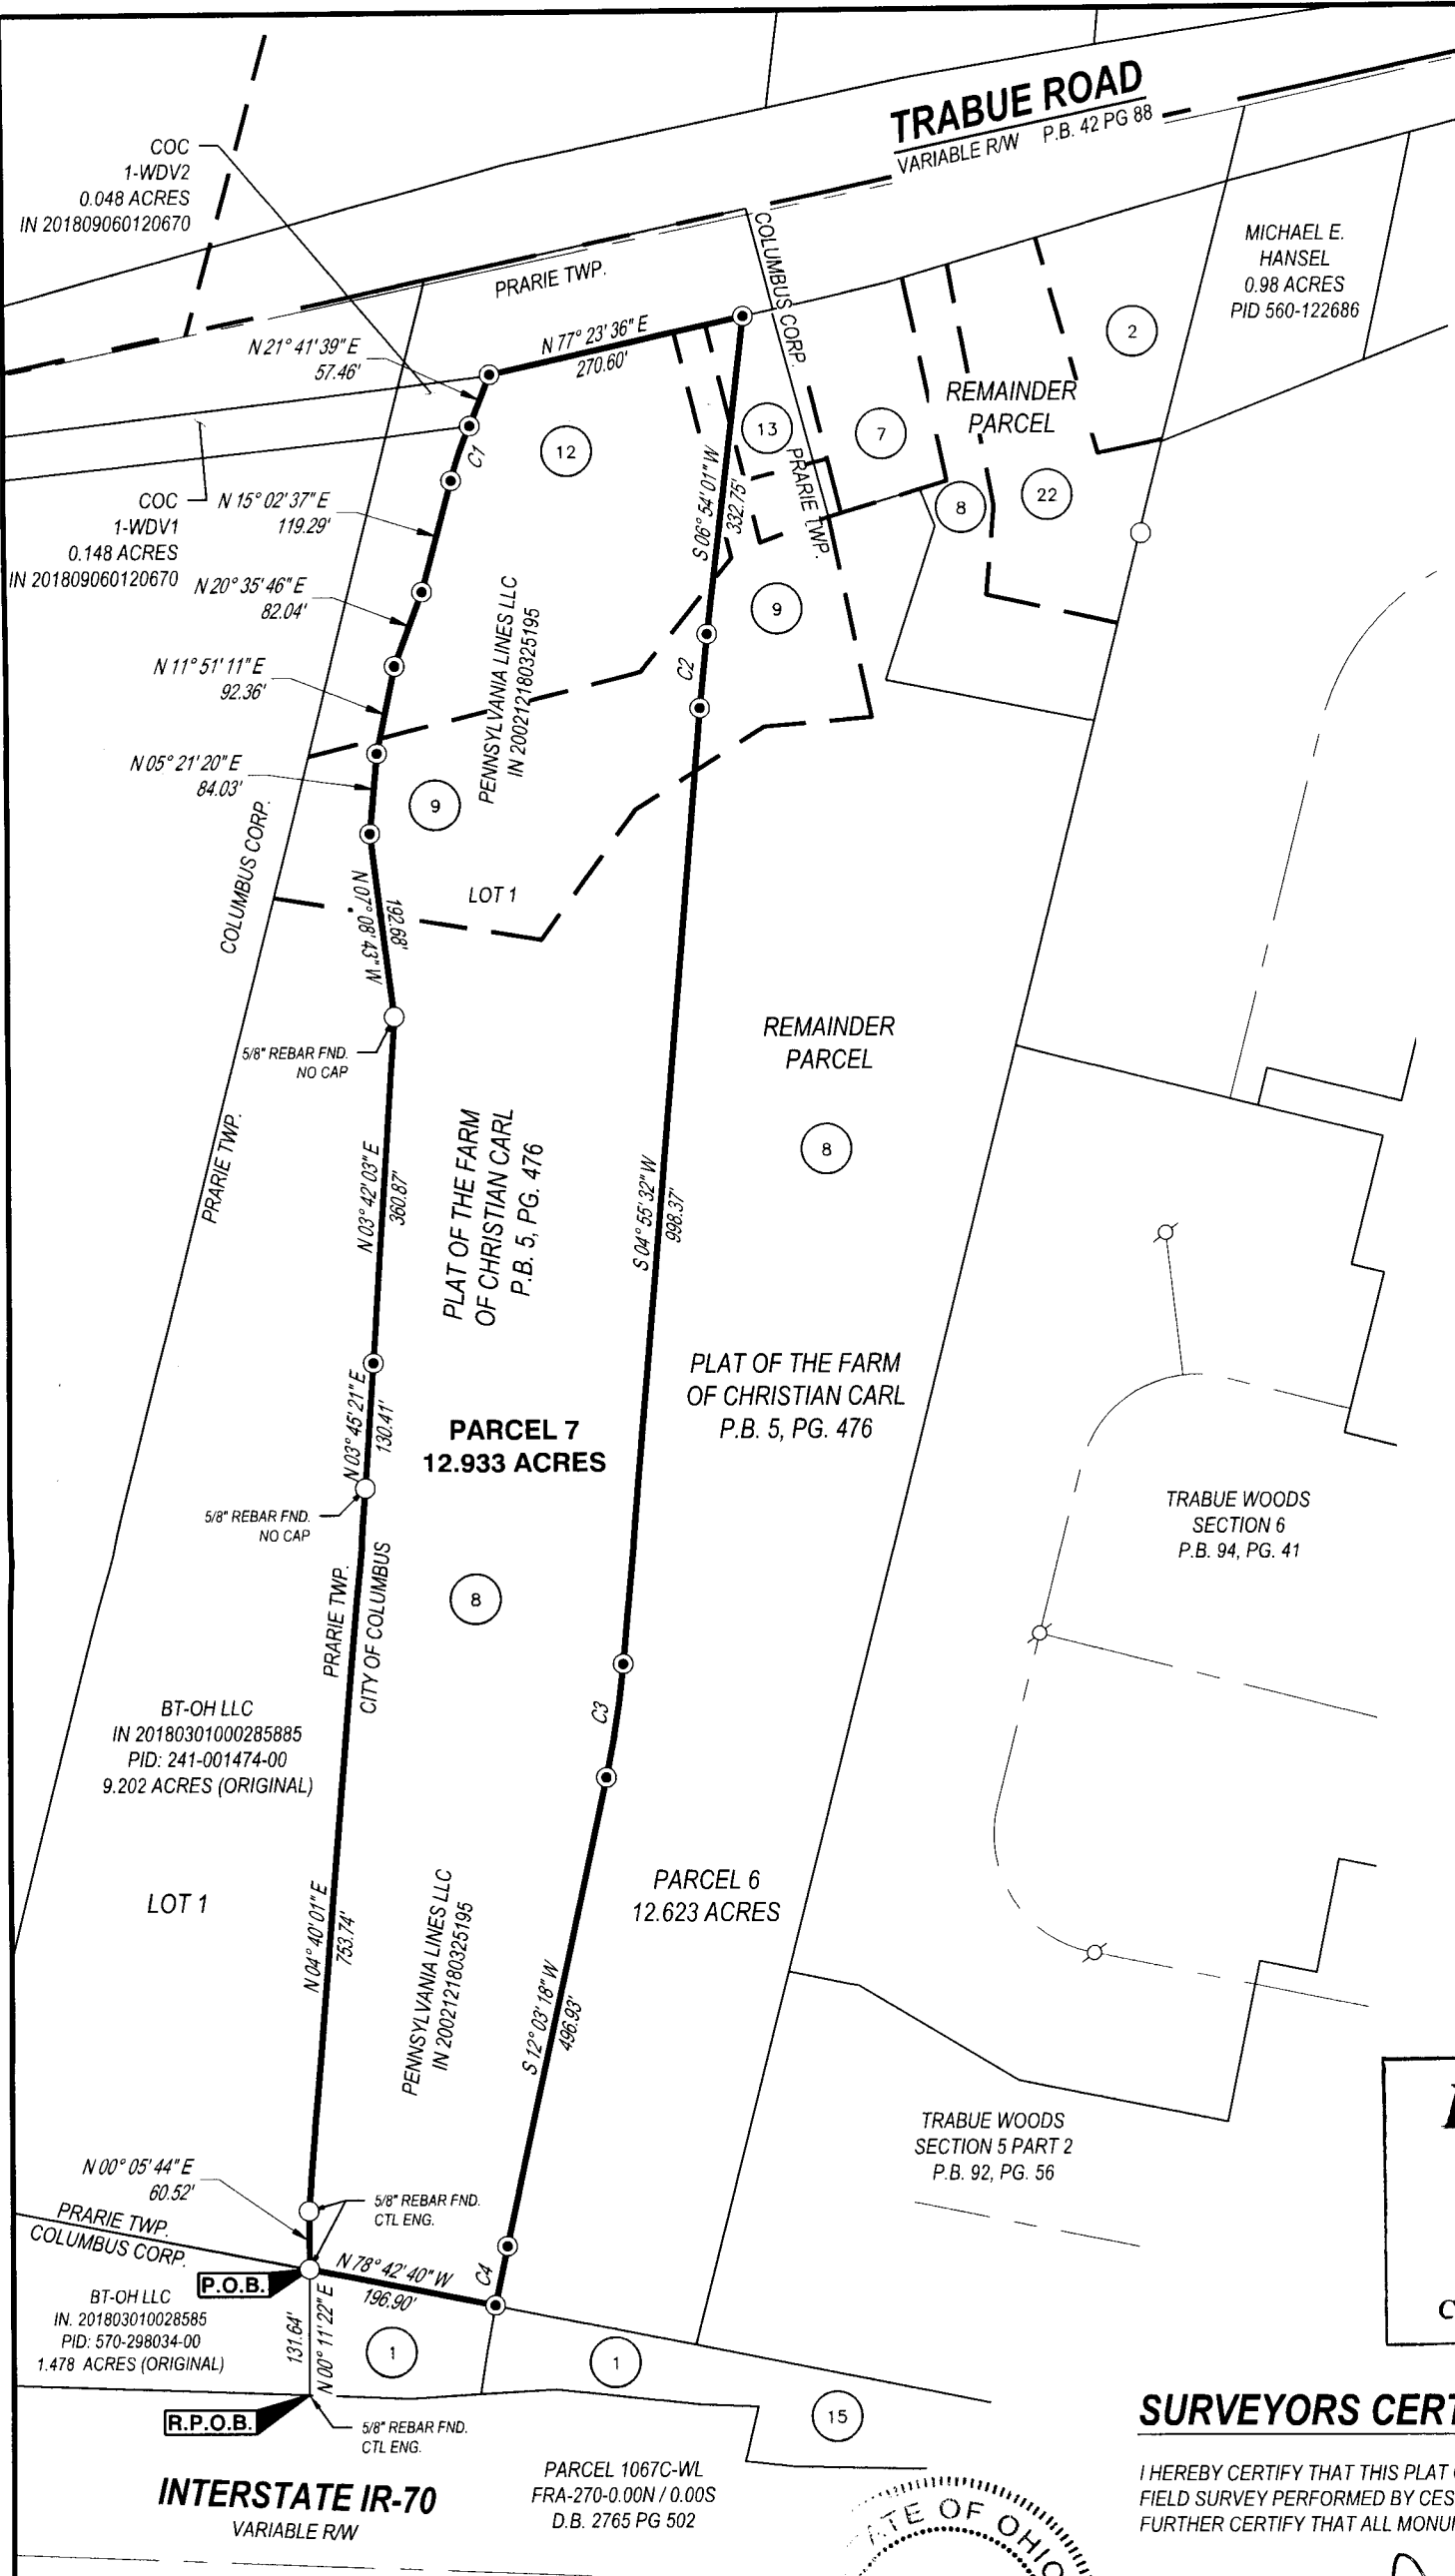 TRABUE ROAD
VARIABLE R/W P.B. 42 PG 88
COC
1-WDV2
0.048 ACRES
IN 201809060120670
PRARIE TWP.
COLUMBUS CORP.
MICHAEL E.
HANSEL
0.98 ACRES
PID 560-122686
N 21° 41' 39" E
57.46'
N 77° 23' 36" E
270.60'
2
REMAINDER
PARCEL
12
13
7
C1
COC
1-WDV1
0.148 ACRES
IN 201809060120670
N 15° 02' 37" E
119.29'
S 06° 54' 01" W
332.75'
PRARIE TWP.
8
22
N 20° 35' 46" E
82.04'
9
PENNSYLVANIA LINES LLC
IN 200212180325195
N 11° 51' 11" E
92.36'
C2
N 05° 21' 20" E
84.03'
9
COLUMBUS CORP.
LOT 1
N 07° 08' 43" W
192.68'
5/8" REBAR FND.
NO CAP
REMAINDER
PARCEL
PRARIE TWP.
N 03° 42' 03" E
360.87'
PLAT OF THE FARM
OF CHRISTIAN CARL
P.B. 5, PG. 476
8
S 04° 55' 32" W
998.37'
N 03° 45' 21" E
130.41'
PLAT OF THE FARM
OF CHRISTIAN CARL
P.B. 5, PG. 476
PARCEL 7
12.933 ACRES
5/8" REBAR FND.
NO CAP
TRABUE WOODS
SECTION 6
P.B. 94, PG. 41
PRARIE TWP.
CITY OF COLUMBUS
8
C3
BT-OH LLC
IN 20180301000285885
PID: 241-001474-00
9.202 ACRES (ORIGINAL)
LOT 1
N 04° 40' 01" E
753.74'
PENNSYLVANIA LINES LLC
IN 200212180325195
PARCEL 6
12.623 ACRES
S 12° 03' 18" W
496.93'
TRABUE WOODS
SECTION 5 PART 2
P.B. 92, PG. 56
N 00° 05' 44" E
60.52'
5/8" REBAR FND.
CTL ENG.
PRARIE TWP.
COLUMBUS CORP.
P.O.B.
N 78° 42' 40" W
196.90'
C4
BT-OH LLC
IN. 201803010028585
PID: 570-298034-00
1.478 ACRES (ORIGINAL)
131.64'
N 00° 11' 22" E
1
1
15
R.P.O.B.
5/8" REBAR FND.
CTL ENG.
INTERSTATE IR-70
VARIABLE R/W
PARCEL 1067C-WL
FRA-270-0.00N / 0.00S
D.B. 2765 PG 502
OF OHIO
SURVEYORS CERT
I HEREBY CERTIFY THAT THIS PLAT
FIELD SURVEY PERFORMED BY CES
FURTHER CERTIFY THAT ALL MONU